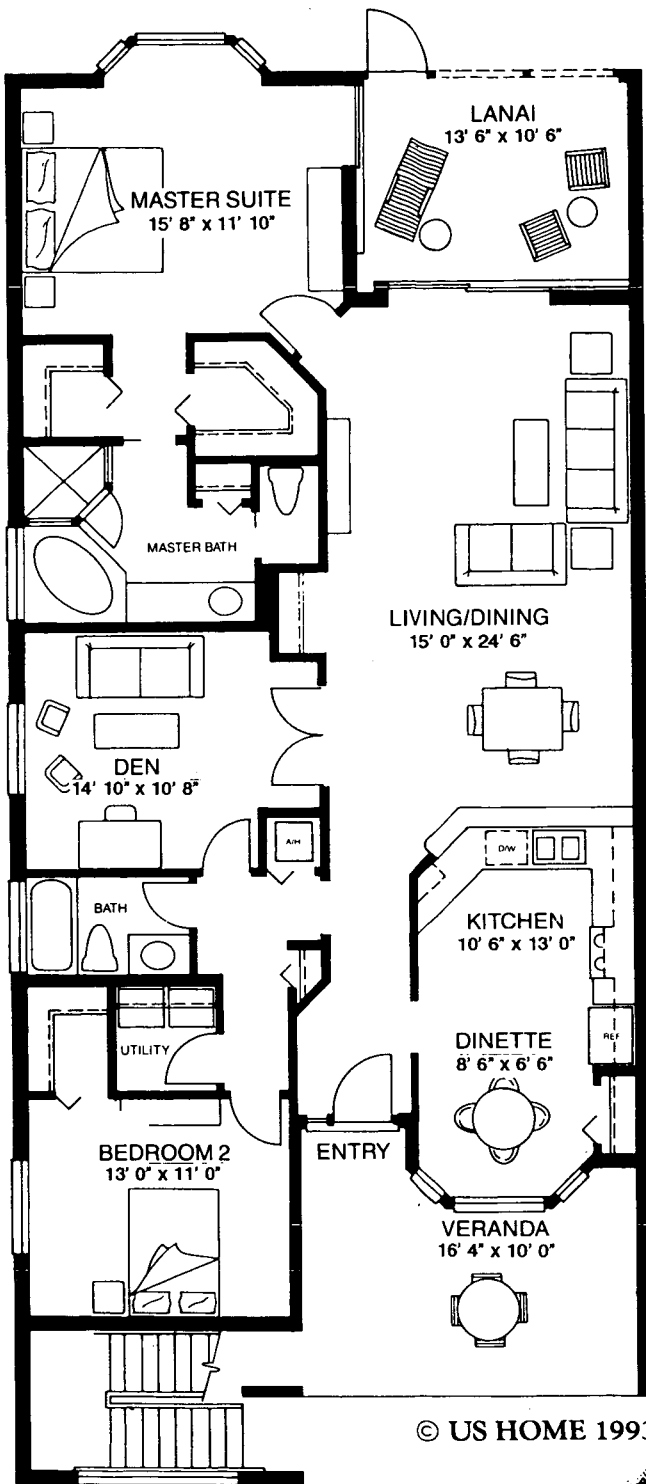 LANAI
13' 6" x 10' 6"
MASTER SUITE
15' 8" x 11' 10"
MASTER BATH
LIVING/DINING
15' 0" x 24' 6"
DEN
14' 10" x 10' 8"
A/H
D/W
BATH
KITCHEN
10' 6" x 13' 0"
UTILITY
DINETTE
8' 6" x 6' 6"
REF
BEDROOM 2
13' 0" x 11' 0"
ENTRY
VERANDA
16' 4" x 10' 0"
© US HOME 1993